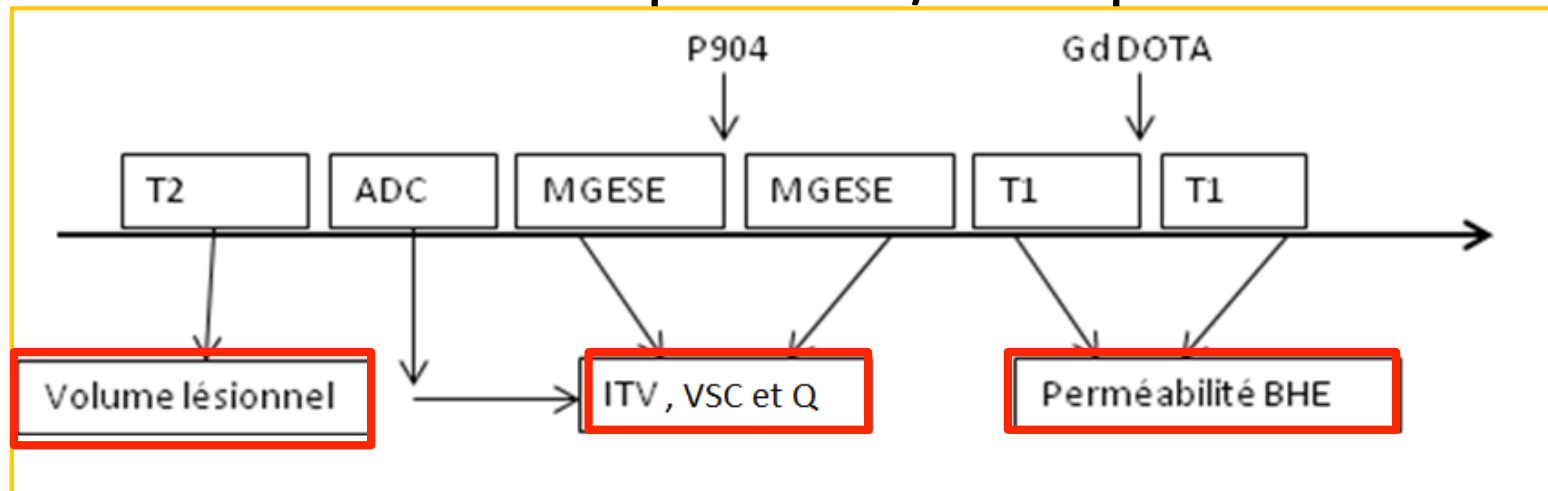 P904 Gd DOTA
T2 ADC MGESE MGESE T1 T1
Volume lésionnel ITV , VSC et Q Perméabilité BHE